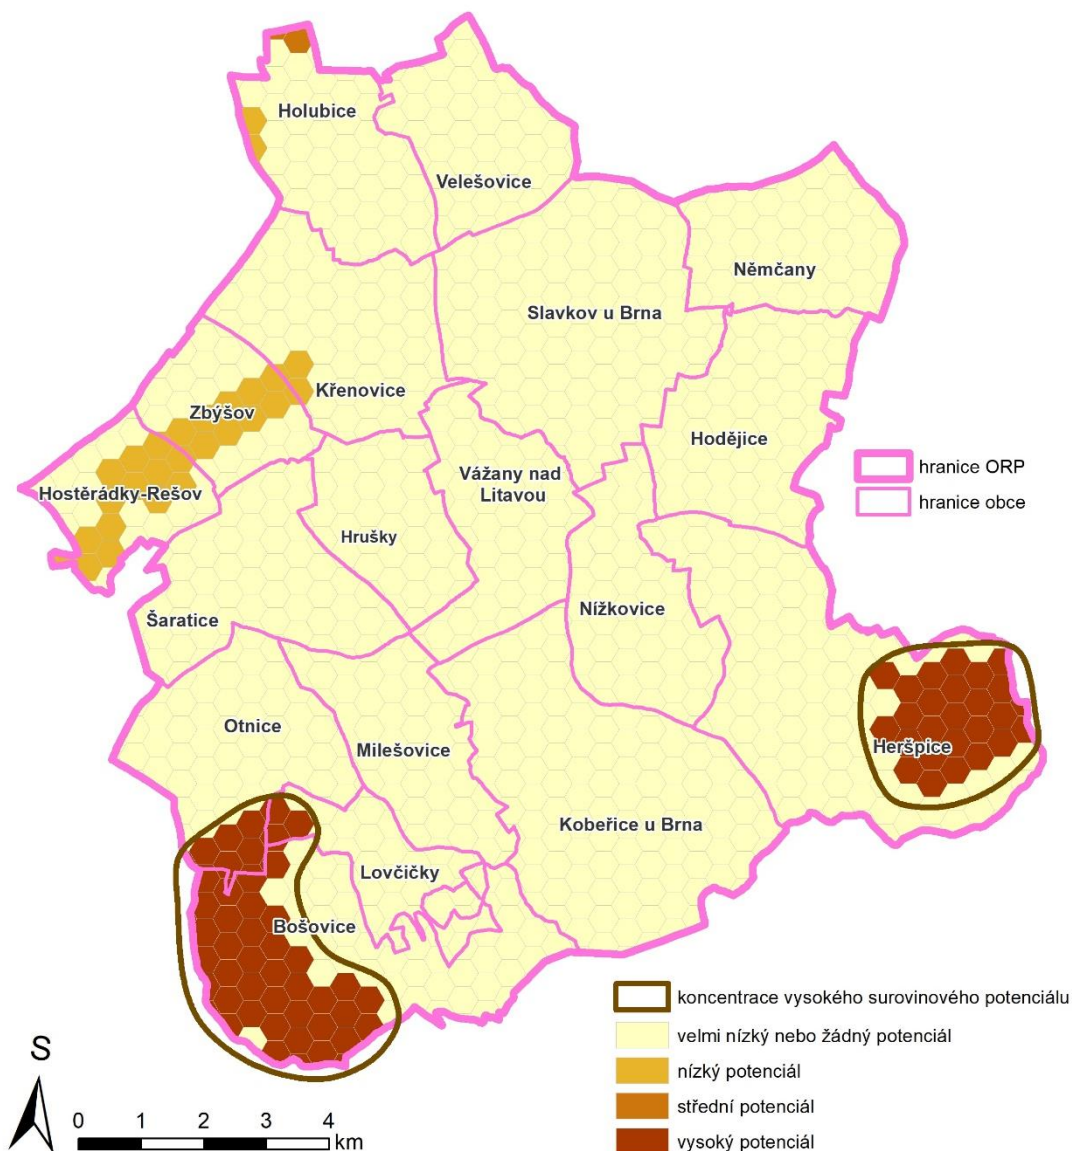 Holubice
Velešovice
Němčany
Slavkov u Brna
Křenovice
Zbýšov
Hodějice
Vážany nad
Litavou
hranice ORP
Hostěrádky-Rešov
hranice obce
Hrušky
Nížkovice
Šaratice
Otnice
Milešovice
Heršpice
Kobeřice u Brna
Lovčičky
Bošovice
koncentrace vysokého surovinového potenciálu
velmi nízký nebo žádný potenciál
nízký potenciál
střední potenciál
vysoký potenciál
S
0 1 2 3 4
km